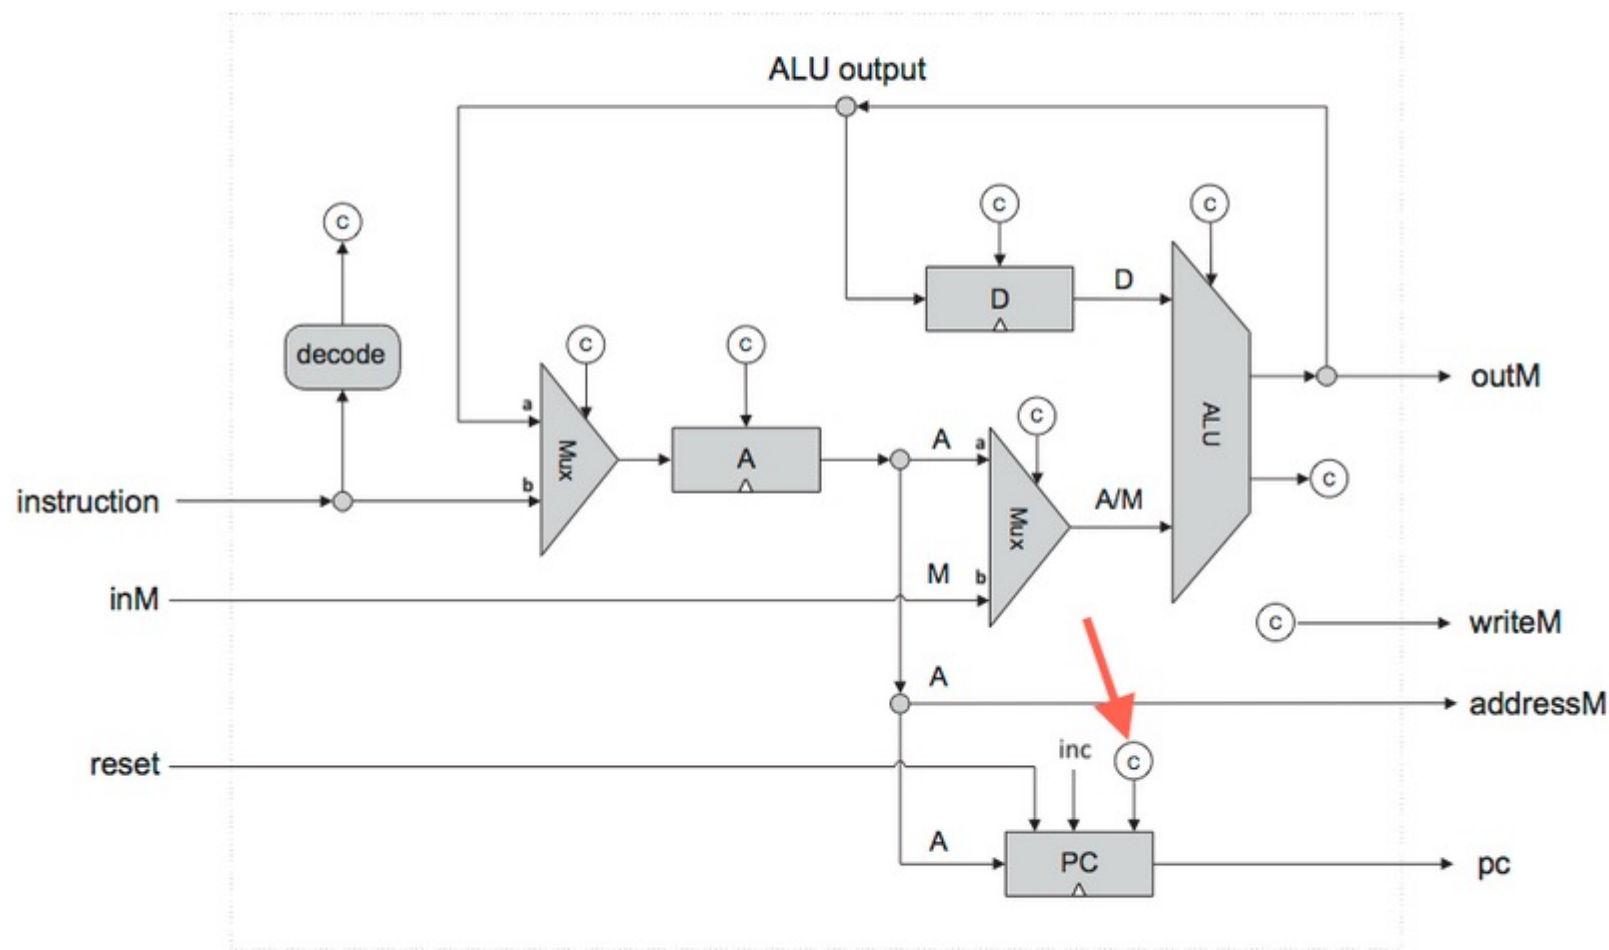 ALU output
c
c
c
D
D
decode
c
c
outM
a
Mux
A
A
a
c
ALU
c
instruction
b
A/M
Mux
inM
M
b
c
writeM
A
addressM
reset
inc
c
A
PC
pc